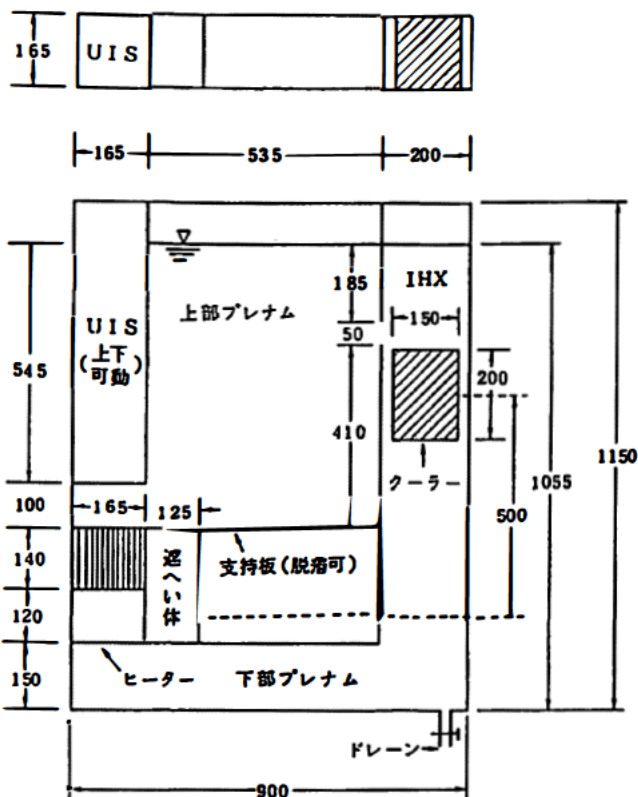 165
UIS
165
535
200
185
IHX
上部プレナム
150
50
UIS
(上下
可動)
545
200
410
クーラー
1150
1055
100
165
125
500
140
支持板(脱着可)
遮へい体
120
150
ヒーター
下部プレナム
ドレーン
900